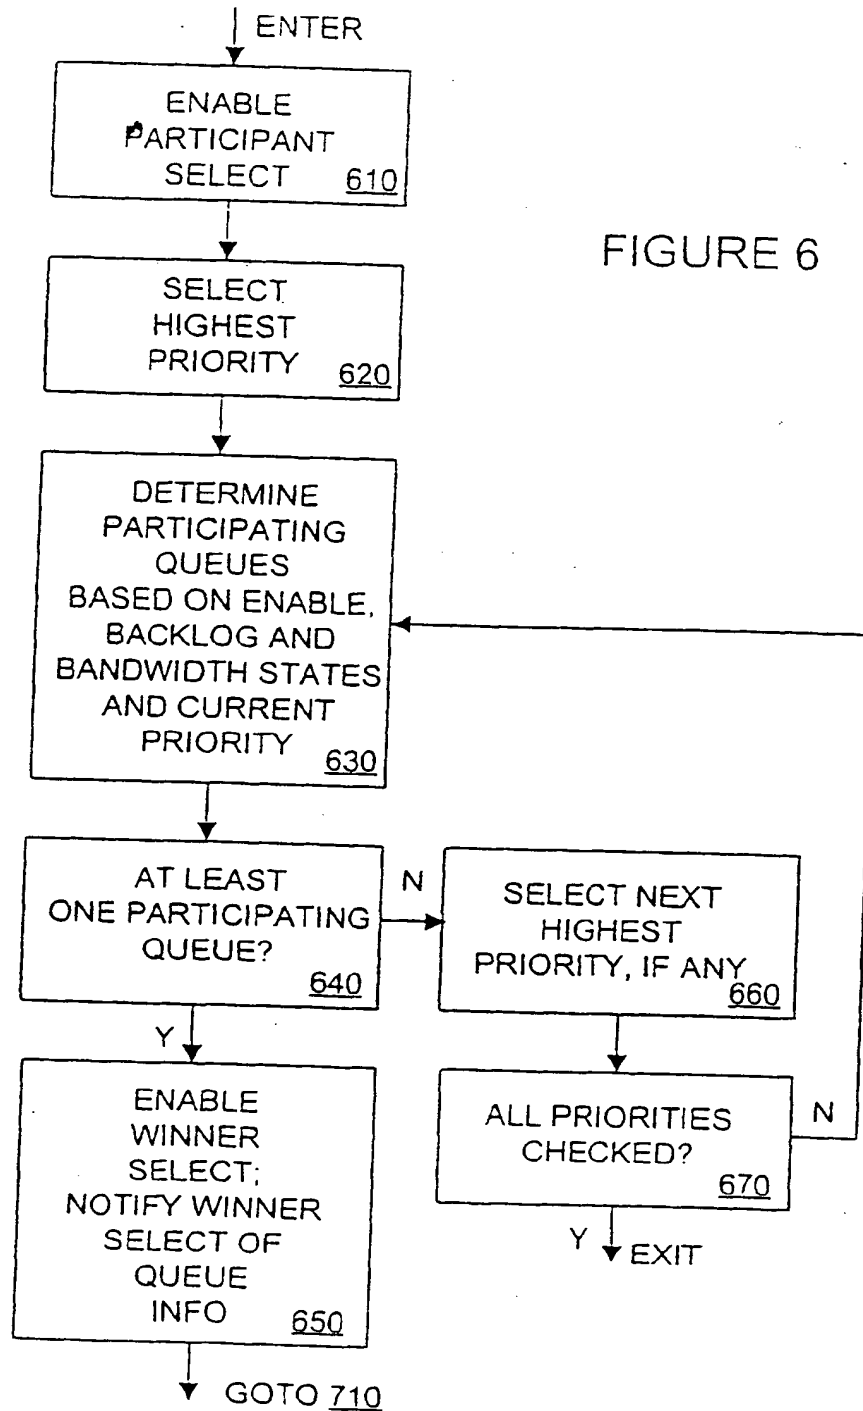 ENTER
ENABLE
PARTICIPANT
SELECT 610
FIGURE 6
SELECT
HIGHEST
PRIORITY 620
DETERMINE
PARTICIPATING
QUEUES
BASED ON ENABLE,
BACKLOG AND
BANDWIDTH STATES
AND CURRENT
PRIORITY 630
AT LEAST
ONE PARTICIPATING
QUEUE?
640
N
SELECT NEXT
HIGHEST
PRIORITY, IF ANY
660
Y
ENABLE
WINNER
SELECT;
NOTIFY WINNER
SELECT OF
QUEUE
INFO 650
ALL PRIORITIES
CHECKED?
670
N
Y
EXIT
GOTO 710